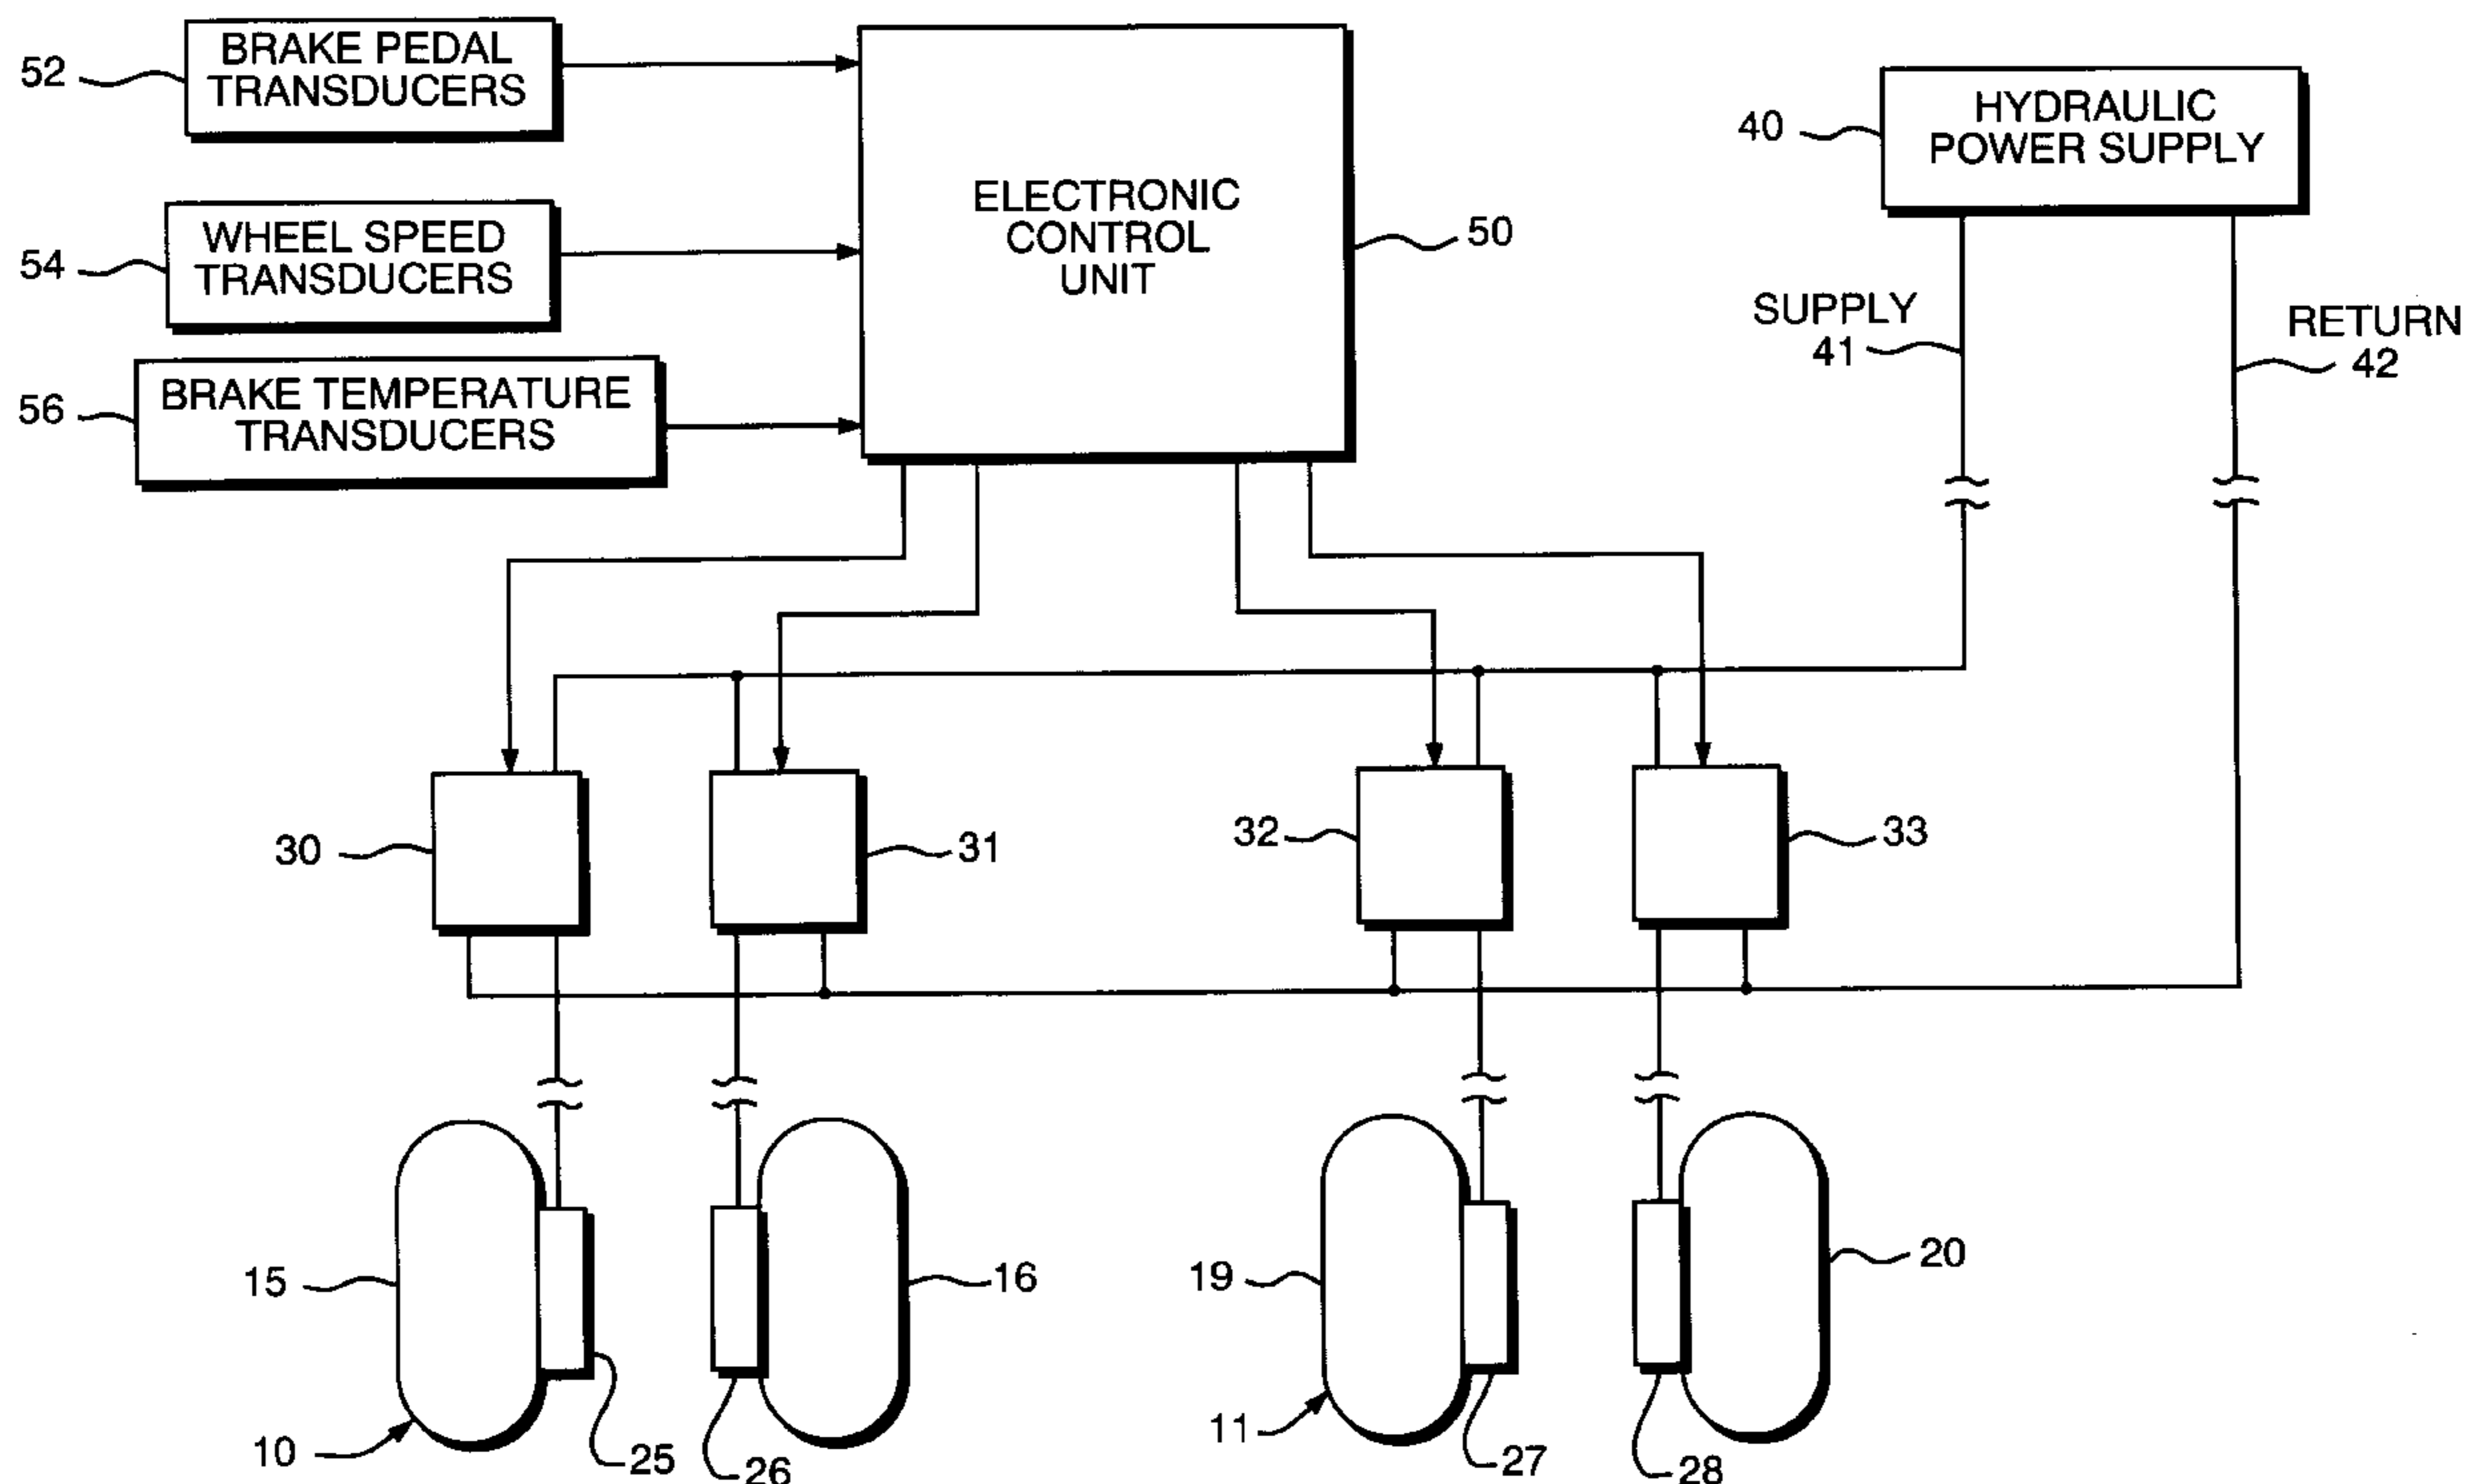 BRAKE PEDAL
TRANSDUCERS
52
WHEEL SPEED
TRANSDUCERS
54
BRAKE TEMPERATURE
TRANSDUCERS
56
ELECTRONIC
CONTROL
UNIT
50
HYDRAULIC
POWER SUPPLY
40
SUPPLY
41
RETURN
42
30
31
32
33
15
16
19
20
10
25
26
11
27
28